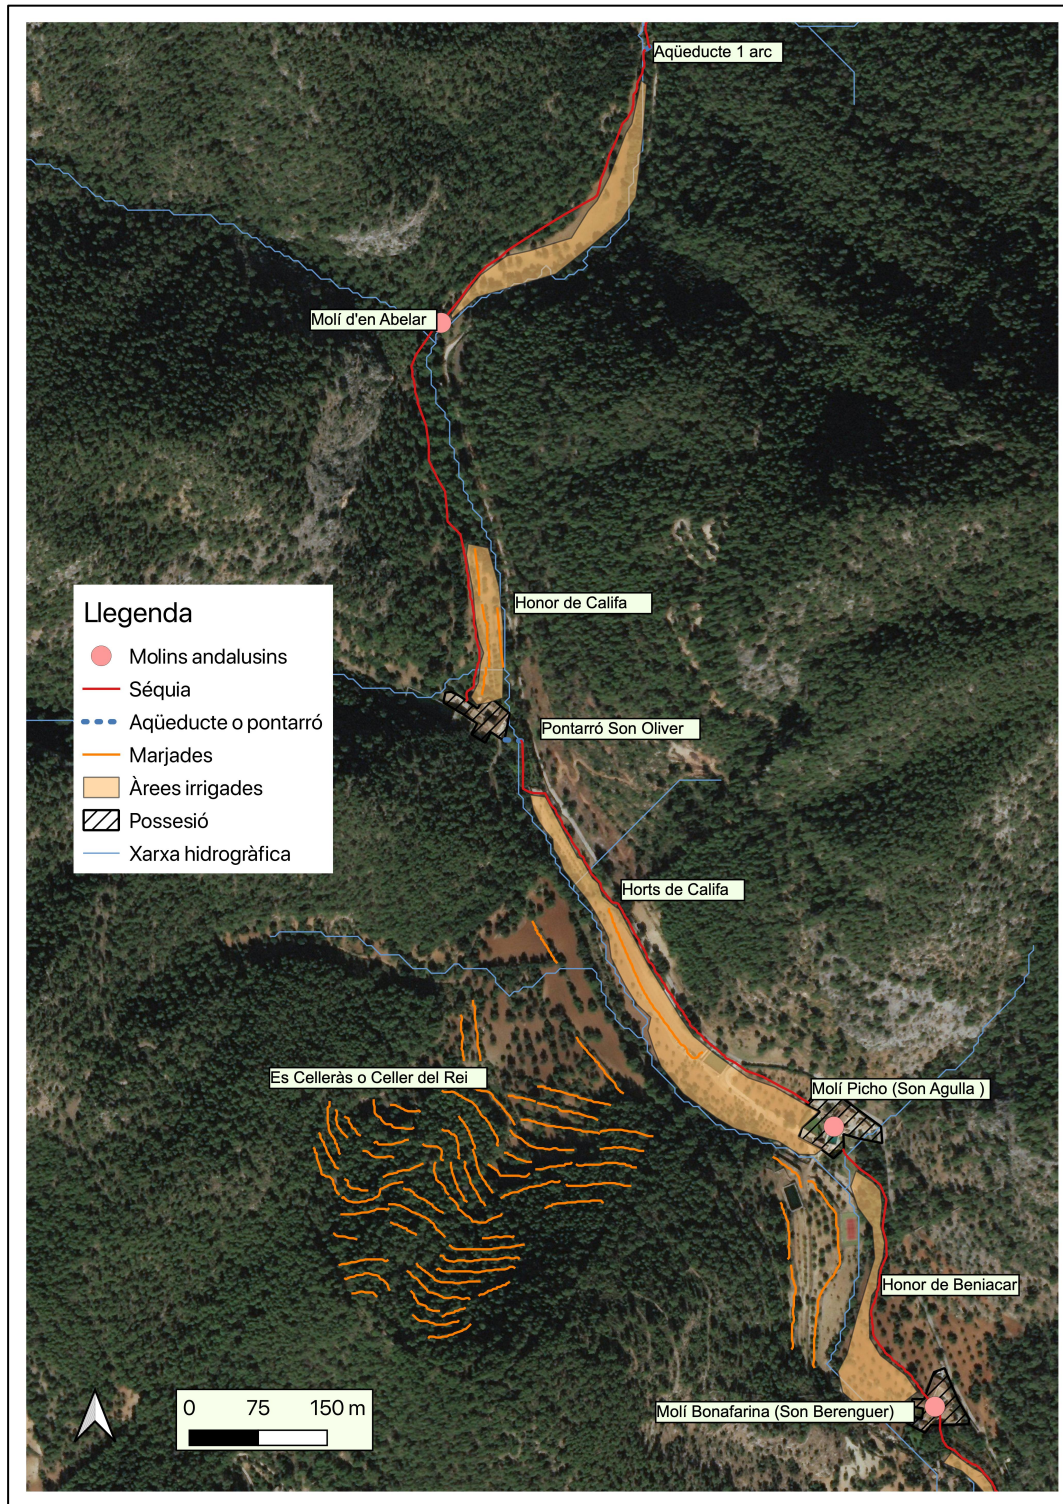 Aqüeducte 1 arc
Molí d'en Abelar
Honor de Califa
Llegenda
Molins andalusins
Séquia
Aqüeducte o pontarró
Marjades
Àrees irrigades
Possesió
Xarxa hidrogràfica
Pontarró Son Oliver
Horts de Califa
Es Celleràs o Celler del Rei
Molí Picho (Son Agulla )
Honor de Beniacar
Molí Bonafarina (Son Berenguer)
0 75 150 m